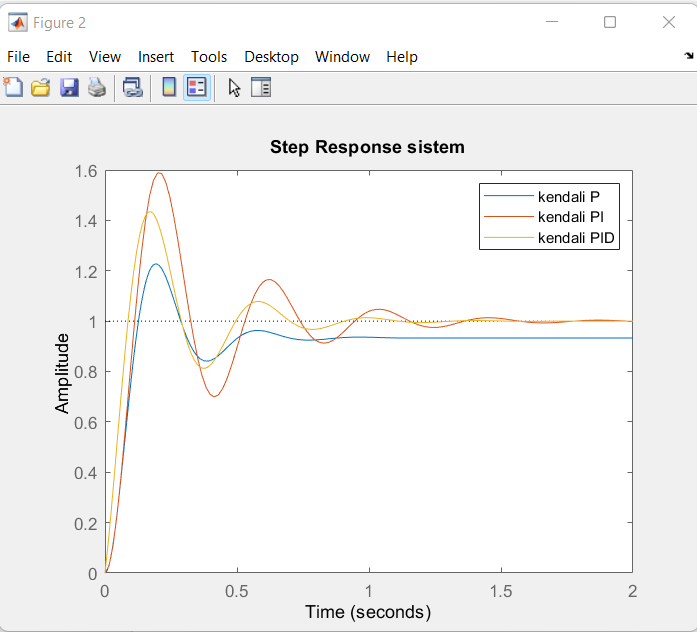 Figure 2
File Edit View Insert Tools Desktop Window Help
Step Response sistem
kendali P
kendali PI
kendali PID
Amplitude
1.6
1.4
1.2
1
0.8
0.6
0.4
0.2
0
0 0.5 1 1.5 2
Time (seconds)